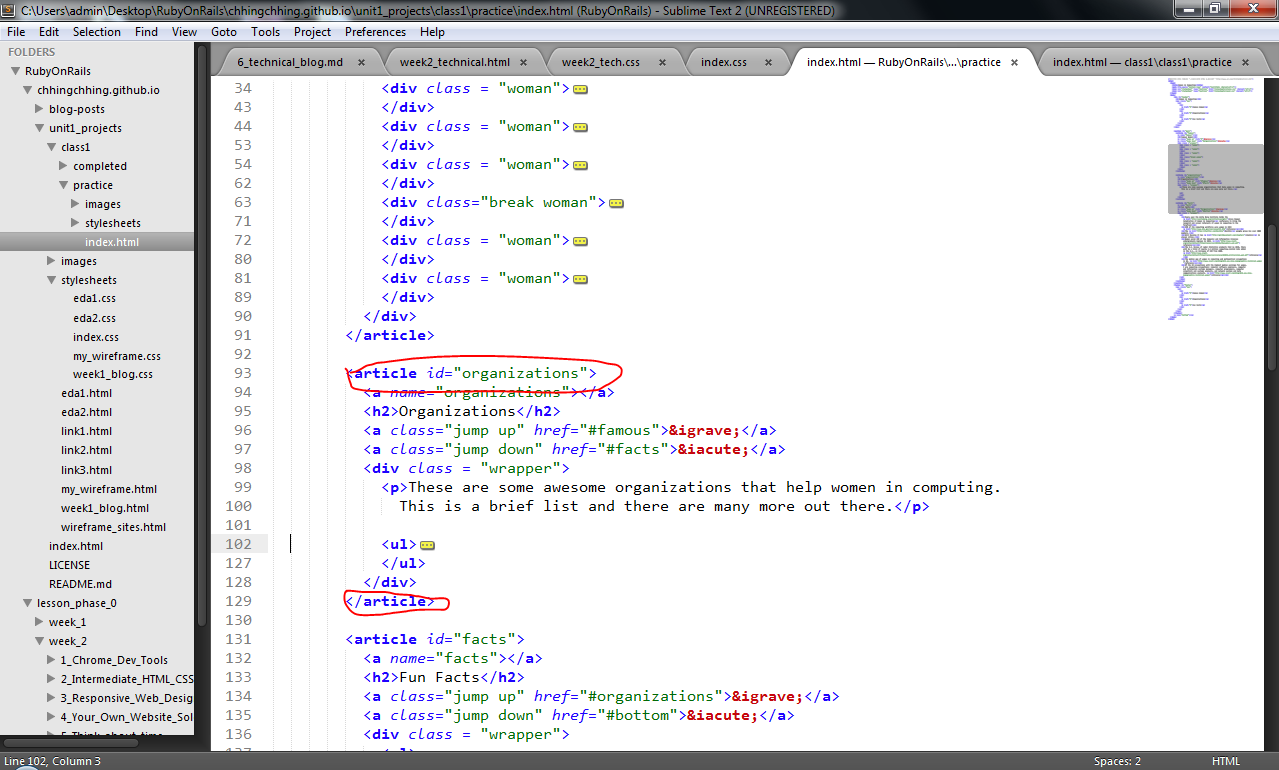 C:\Users\admin\Desktop\RubyOnRails\chhingchhing.github.io\unit1_projects\class1\practice\index.html (RubyOnRails) - Sublime Text 2 (UNREGISTERED)
File Edit Selection Find View Goto Tools Project Preferences Help
FOLDERS
RubyOnRails
chhingchhing.github.io
blog-posts
unit1_projects
class1
completed
practice
images
stylesheets
index.html
images
stylesheets
eda1.css
eda2.css
index.css
my_wireframe.css
week1_blog.css
eda1.html
eda2.html
link1.html
link2.html
link3.html
my_wireframe.html
week1_blog.html
wireframe_sites.html
index.html
LICENSE
README.md
lesson_phase_0
week_1
week_2
1_Chrome_Dev_Tools
2_Intermediate_HTML_CSS
3_Responsive_Web_Desig
4_Your_Own_Website_Sol
6_technical_blog.md × week2_technical.html × week2_tech.css × index.css × index.html — RubyOnRails\...\practice × index.html — class1\class1\practice ×
34 <div class = "woman">
43 </div>
44 <div class = "woman">
53 </div>
54 <div class = "woman">
62 </div>
63 <div class="break woman">
71 </div>
72 <div class = "woman">
80 </div>
81 <div class = "woman">
89 </div>
90 </div>
91 </article>
92
93 <article id="organizations">
94 <a name="organizations"></a>
95 <h2>Organizations</h2>
96 <a class="jump up" href="#famous">&igrave;</a>
97 <a class="jump down" href="#facts">&iacute;</a>
98 <div class = "wrapper">
99 <p>These are some awesome organizations that help women in computing.
100 This is a brief list and there are many more out there.</p>
101
102 <ul>
127 </ul>
128 </div>
129 </article>
130
131 <article id="facts">
132 <a name="facts"></a>
133 <h2>Fun Facts</h2>
134 <a class="jump up" href="#organizations">&igrave;</a>
135 <a class="jump down" href="#bottom">&iacute;</a>
136 <div class = "wrapper">
Line 102, Column 3 Spaces: 2 HTML